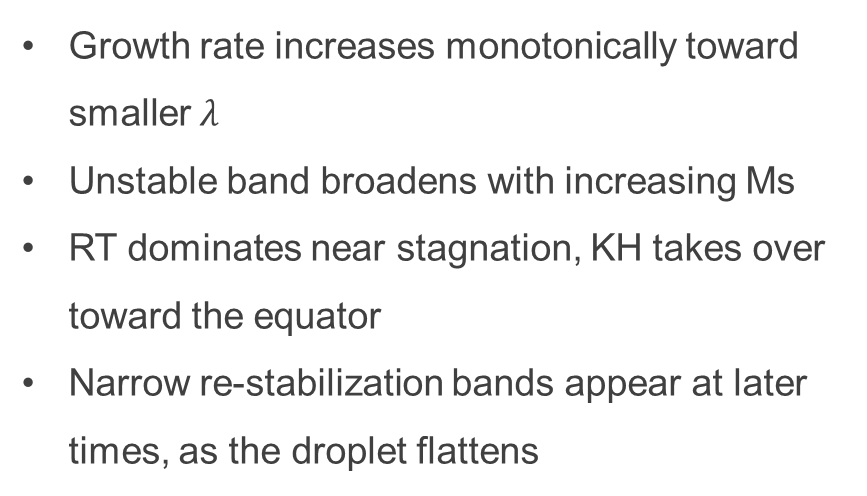 • Growth rate increases monotonically toward
smaller λ
• Unstable band broadens with increasing Ms
• RT dominates near stagnation, KH takes over
toward the equator
• Narrow re-stabilization bands appear at later
times, as the droplet flattens